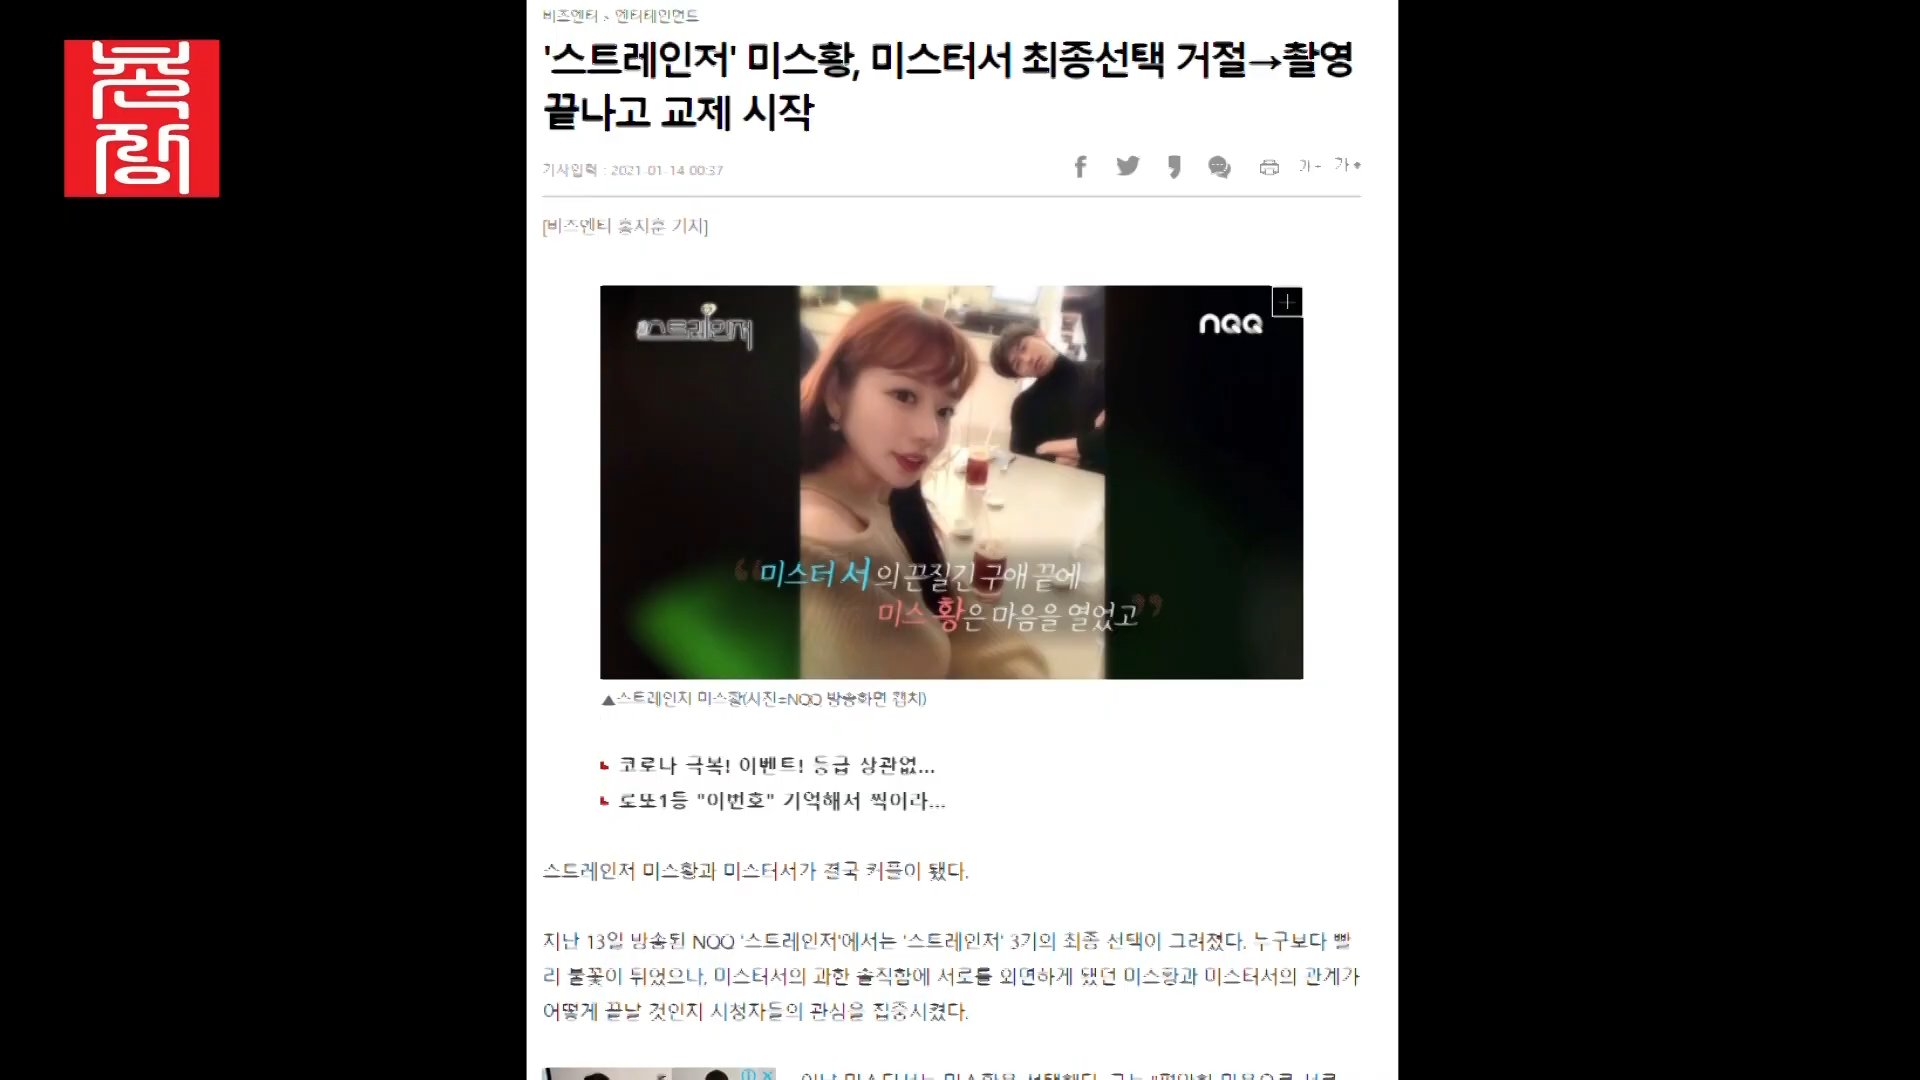 비즈엔터 > 엔터테인먼트
'스트레인저' 미스황, 미스터서 최종선택 거절→촬영
끝나고 교제 시작
기사입력 : 2021-01-14 00:37
가- 가+
[비즈엔터 홍지훈 기자]
스트레인저
nqq
“미스터 서의 끈질긴 구애 끝에
미스 황은 마음을 열었고”
▲스트레인저 미스황(사진=NQQ 방송화면 캡처)
코로나 극복! 이벤트! 등급 상관없...
로또1등 "이번호" 기억해서 찍어라...
스트레인저 미스황과 미스터서가 결국 커플이 됐다.
지난 13일 방송된 NQQ '스트레인저'에서는 '스트레인저' 3기의 최종 선택이 그려졌다. 누구보다 빨
리 불꽃이 튀었으나, 미스터서의 과한 솔직함에 서로를 외면하게 됐던 미스황과 미스터서의 관계가
어떻게 끝날 것인지 시청자들의 관심을 집중시켰다.